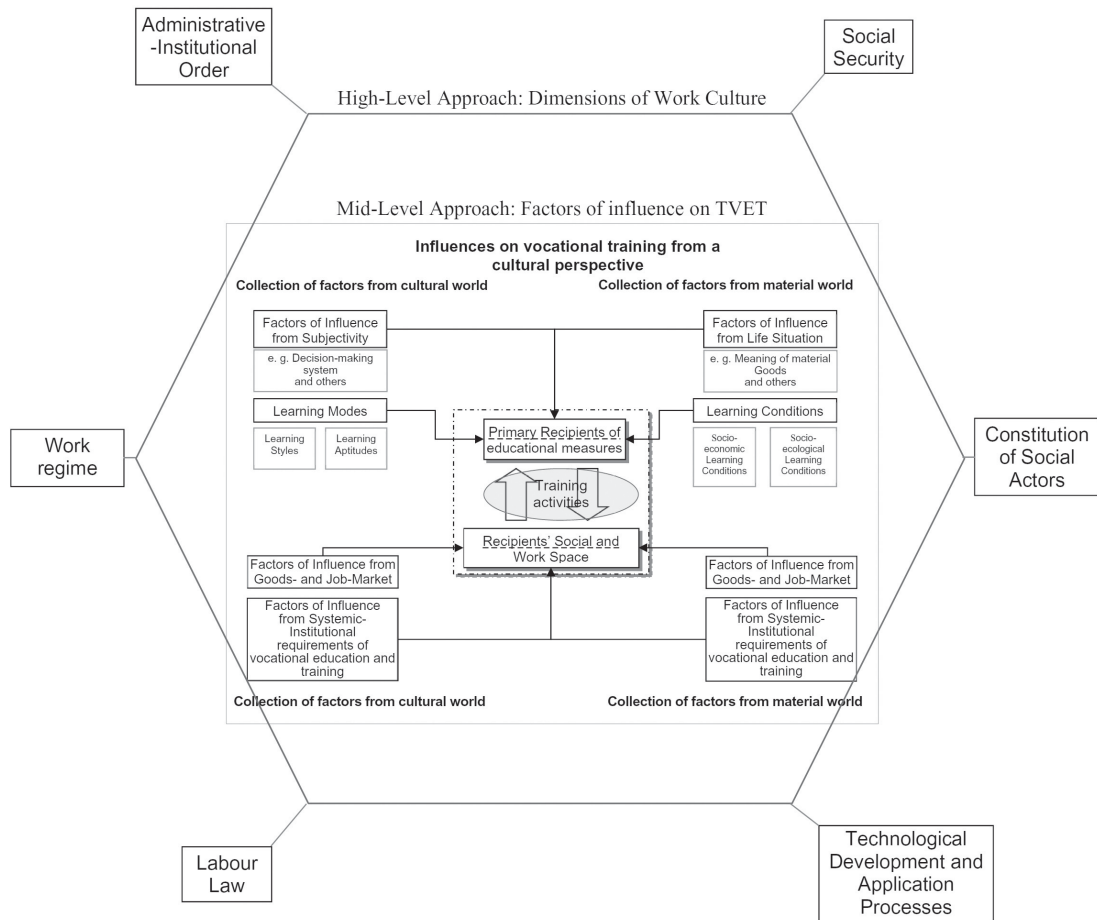 Administrative
-Institutional
Order
Social
Security
High-Level Approach: Dimensions of Work Culture
Mid-Level Approach: Factors of influence on TVET
Influences on vocational training from a
cultural perspective
Collection of factors from cultural world
Collection of factors from material world
Factors of Influence
from Subjectivity
Factors of Influence
from Life Situation
e. g. Decision-making
system
and others
e. g. Meaning of material
Goods
and others
Learning Modes
Learning Conditions
Primary Recipients of
educational measures
Learning
Styles
Learning
Aptitudes
Socio-
economic
Learning
Conditions
Socio-
ecological
Learning
Conditions
Work
regime
Constitution
of Social
Actors
Training
activities
Recipients' Social and
Work Space
Factors of Influence from
Goods- and Job-Market
Factors of Influence from
Goods- and Job-Market
Factors of Influence
from Systemic-
Institutional
requirements of
vocational education and
training
Factors of Influence
from Systemic-
Institutional
requirements of
vocational education and
training
Collection of factors from cultural world
Collection of factors from material world
Labour
Law
Technological
Development and
Application
Processes